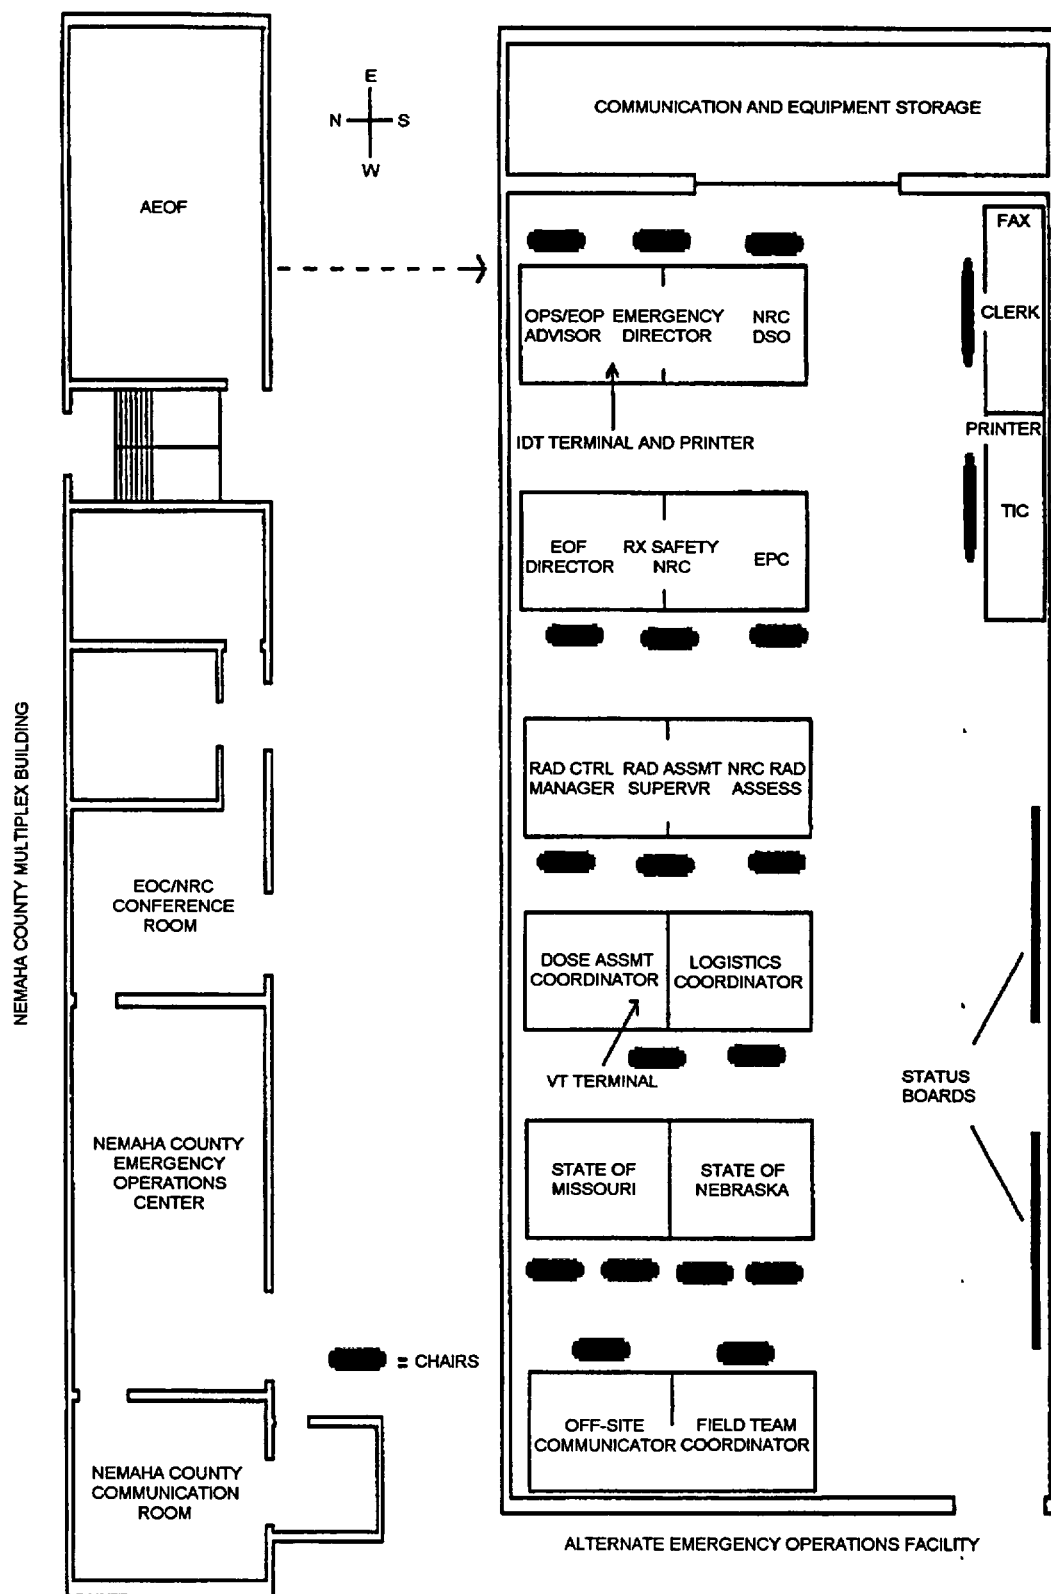 E
N S
W
AEOF
NEMAHA COUNTY MULTIPLEX BUILDING
EOC/NRC
CONFERENCE
ROOM
NEMAHA COUNTY
EMERGENCY
OPERATIONS
CENTER
= CHAIRS
NEMAHA COUNTY
COMMUNICATION
ROOM
COMMUNICATION AND EQUIPMENT STORAGE
FAX
CLERK
PRINTER
TIC
OPS/EOP
ADVISOR
EMERGENCY
DIRECTOR
NRC
DSO
IDT TERMINAL AND PRINTER
EOF
DIRECTOR
RX SAFETY
NRC
EPC
RAD CTRL
MANAGER
RAD ASSMT
SUPERVR
NRC RAD
ASSESS
DOSE ASSMT
COORDINATOR
LOGISTICS
COORDINATOR
VT TERMINAL
STATUS
BOARDS
STATE OF
MISSOURI
STATE OF
NEBRASKA
OFF-SITE
COMMUNICATOR
FIELD TEAM
COORDINATOR
ALTERNATE EMERGENCY OPERATIONS FACILITY